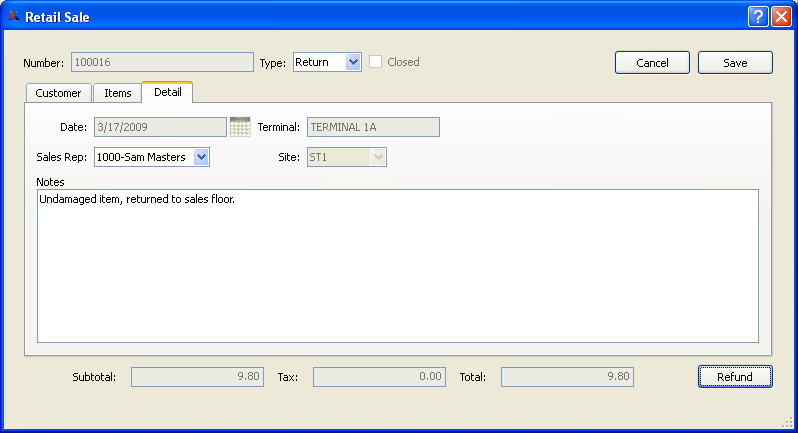 Retail Sale
Number: 100016 Type: Return Closed Cancel Save
Customer Items Detail
Date: 3/17/2009 Terminal: TERMINAL 1A
Sales Rep: 1000-Sam Masters Site: ST1
Notes
Undamaged item, returned to sales floor.
Subtotal: 9.80 Tax: 0.00 Total: 9.80 Refund